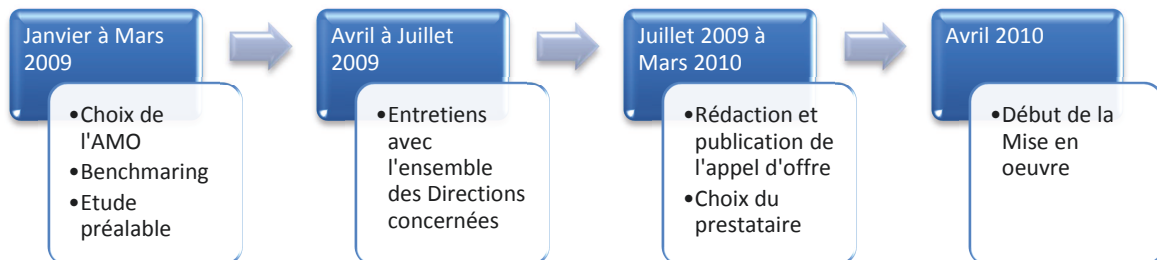 Janvier à Mars
2009
•Choix de
l'AMO
•Benchmaring
•Etude
préalable
Avril à Juillet
2009
•Entretiens
avec
l'ensemble
des Directions
concernées
Juillet 2009 à
Mars 2010
•Rédaction et
publication de
l'appel d'offre
•Choix du
prestataire
Avril 2010
•Début de la
Mise en
oeuvre